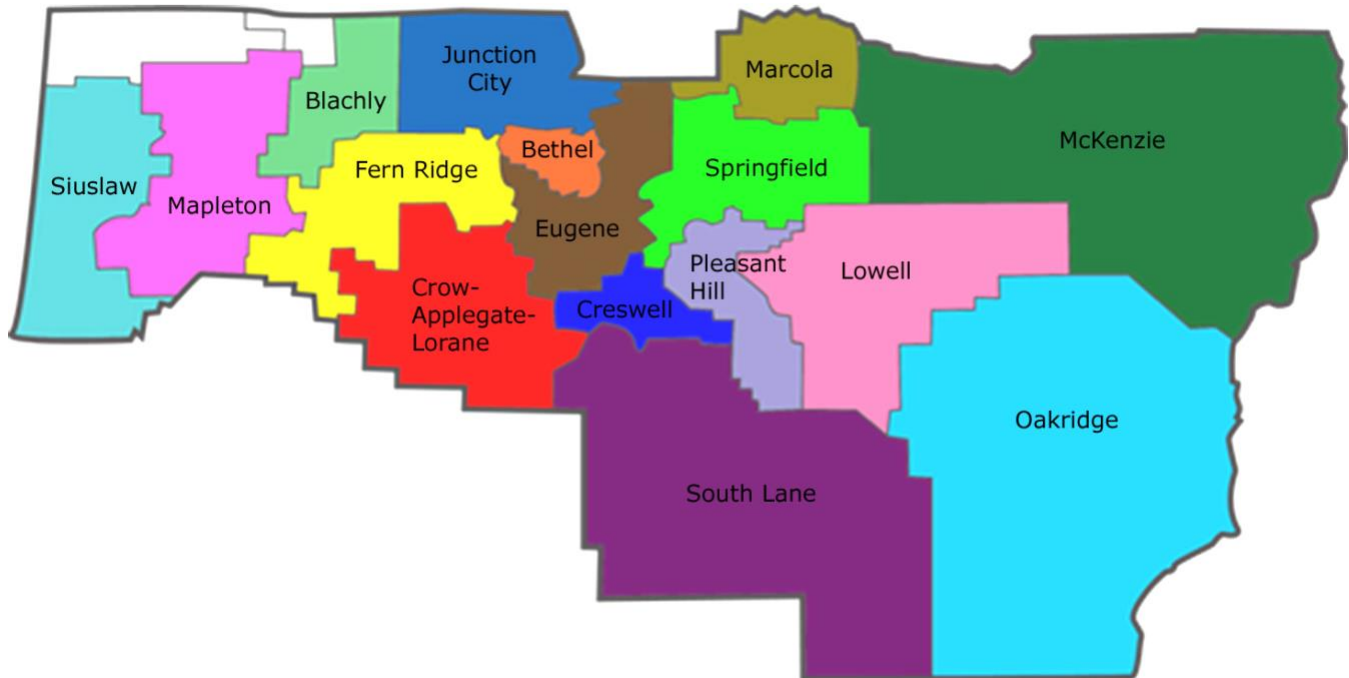 Junction
City
Marcola
Blachly
McKenzie
Bethel
Fern Ridge
Springfield
Siuslaw
Mapleton
Eugene
Pleasant
Hill
Lowell
Crow-
Applegate-
Lorane
Creswell
Oakridge
South Lane